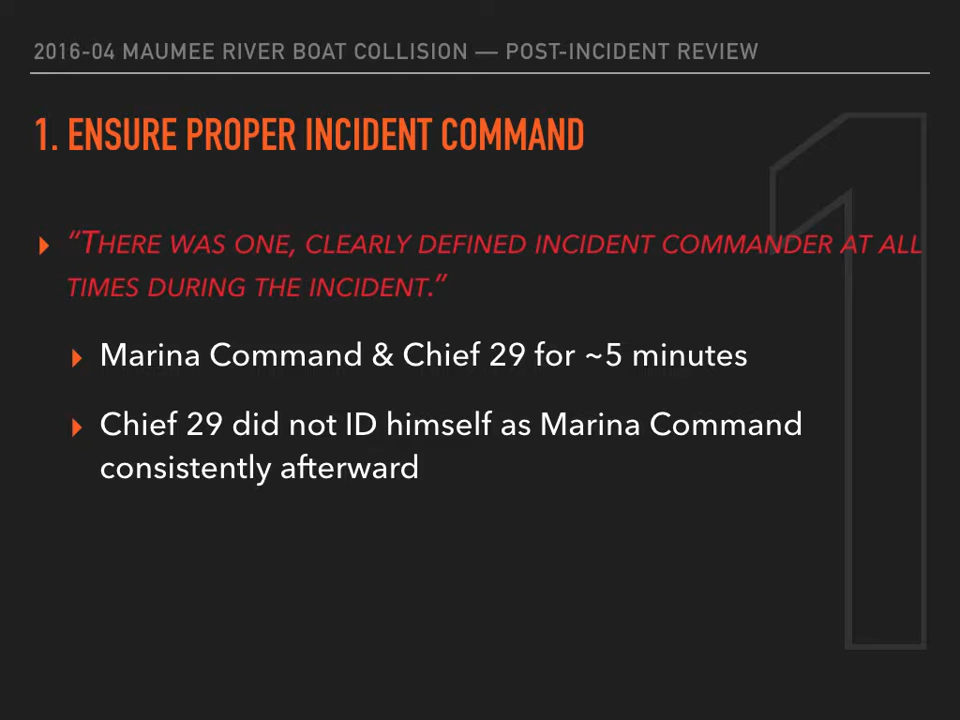 2016-04 MAUMEE RIVER BOAT COLLISION — POST-INCIDENT REVIEW
1. ENSURE PROPER INCIDENT COMMAND
1
▸ “THERE WAS ONE, CLEARLY DEFINED INCIDENT COMMANDER AT ALL
TIMES DURING THE INCIDENT.”
▸ Marina Command & Chief 29 for ~5 minutes
▸ Chief 29 did not ID himself as Marina Command
consistently afterward